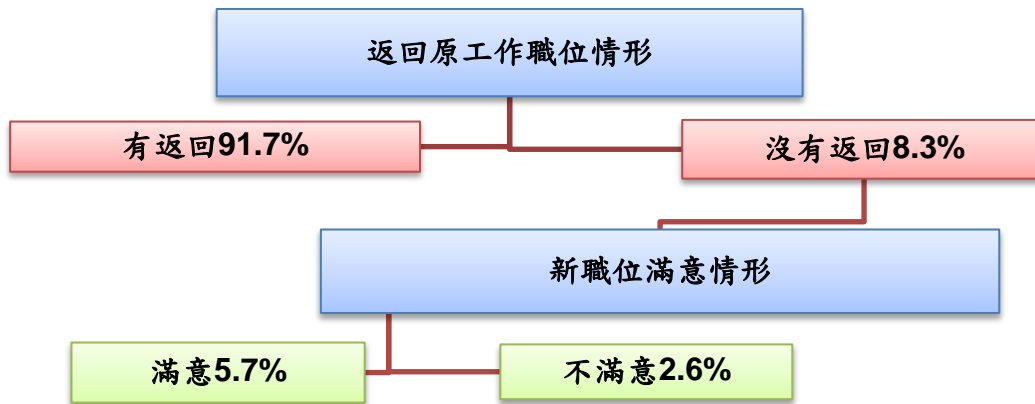 返回原工作職位情形
有返回91.7%
沒有返回8.3%
新職位滿意情形
滿意5.7%
不滿意2.6%